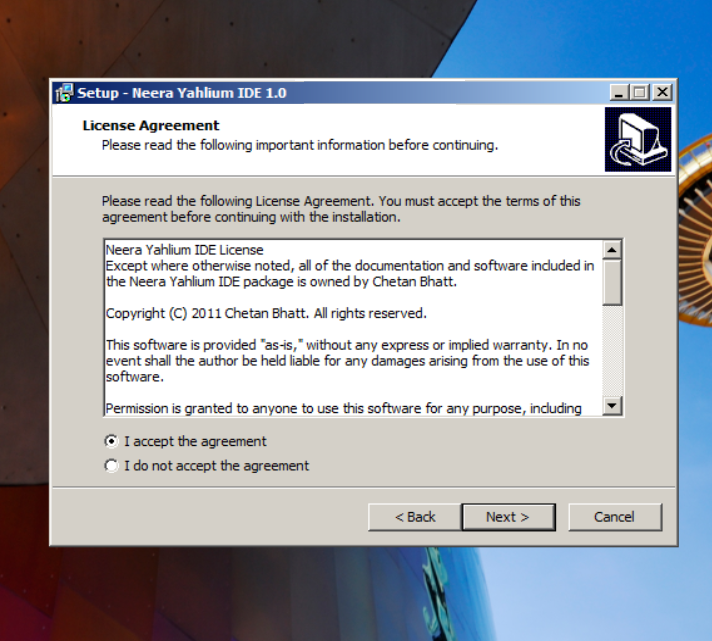 Setup - Neera Yahlium IDE 1.0
License Agreement
Please read the following important information before continuing.
Please read the following License Agreement. You must accept the terms of this
agreement before continuing with the installation.
Neera Yahlium IDE License
Except where otherwise noted, all of the documentation and software included in
the Neera Yahlium IDE package is owned by Chetan Bhatt.
Copyright (C) 2011 Chetan Bhatt. All rights reserved.
This software is provided "as-is," without any express or implied warranty. In no
event shall the author be held liable for any damages arising from the use of this
software.
Permission is granted to anyone to use this software for any purpose, including
I accept the agreement
I do not accept the agreement
< Back
Next >
Cancel